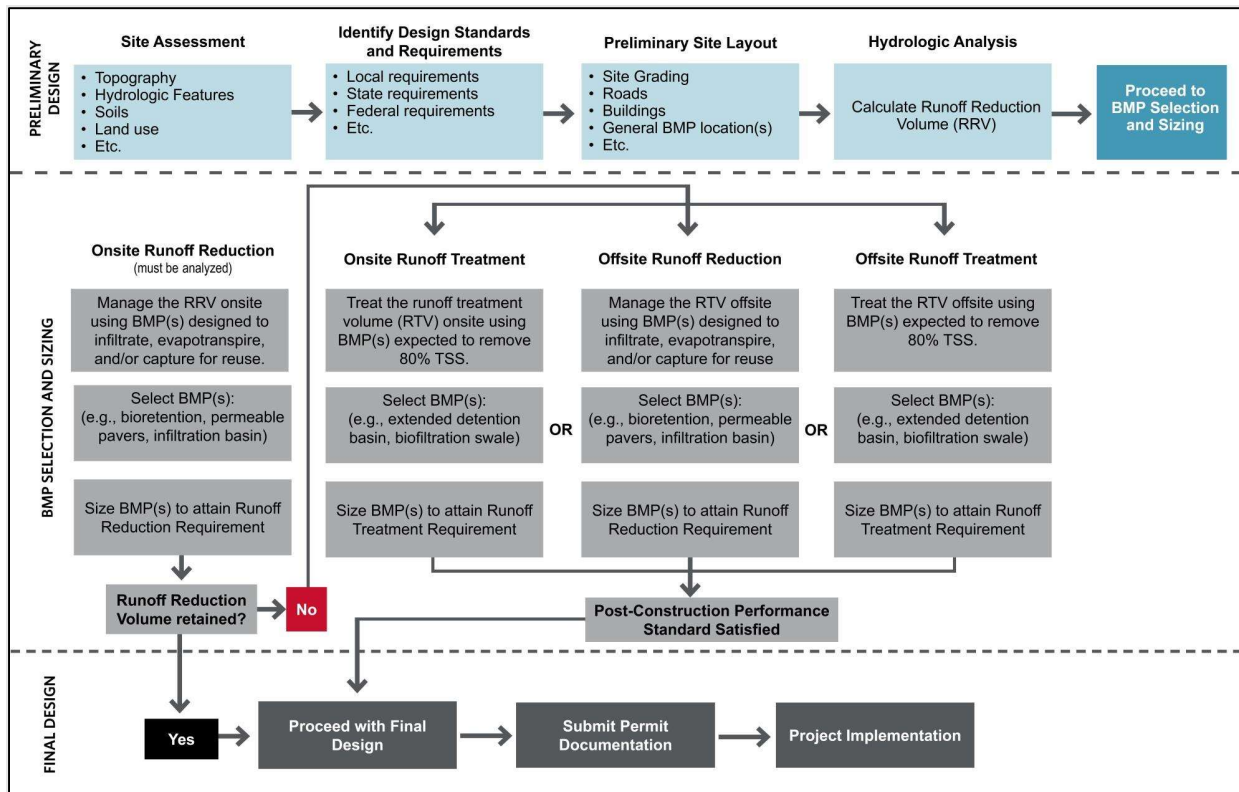 PRELIMINARY
DESIGN
Site Assessment
• Topography
• Hydrologic Features
• Soils
• Land use
• Etc.
Identify Design Standards
and Requirements
• Local requirements
• State requirements
• Federal requirements
• Etc.
Preliminary Site Layout
• Site Grading
• Roads
• Buildings
• General BMP location(s)
• Etc.
Hydrologic Analysis
Calculate Runoff Reduction
Volume (RRV)
Proceed to
BMP Selection
and Sizing
BMP SELECTION AND SIZING
Onsite Runoff Reduction
(must be analyzed)
Manage the RRV onsite
using BMP(s) designed to
infiltrate, evapotranspire,
and/or capture for reuse.
Select BMP(s):
(e.g., bioretention, permeable
pavers, infiltration basin)
Size BMP(s) to attain Runoff
Reduction Requirement
Runoff Reduction
Volume retained?
No
Onsite Runoff Treatment
Treat the runoff treatment
volume (RTV) onsite using
BMP(s) expected to remove
80% TSS.
Select BMP(s):
(e.g., extended detention
basin, biofiltration swale)
Size BMP(s) to attain Runoff
Treatment Requirement
OR
Offsite Runoff Reduction
Manage the RTV offsite
using BMP(s) designed to
infiltrate, evapotranspire,
and/or capture for reuse
Select BMP(s):
(e.g., bioretention, permeable
pavers, infiltration basin)
Size BMP(s) to attain Runoff
Reduction Requirement
OR
Offsite Runoff Treatment
Treat the RTV offsite using
BMP(s) expected to remove
80% TSS.
Select BMP(s):
(e.g., extended detention
basin, biofiltration swale)
Size BMP(s) to attain Runoff
Treatment Requirement
Post-Construction Performance
Standard Satisfied
FINAL DESIGN
Yes
Proceed with Final
Design
Submit Permit
Documentation
Project Implementation